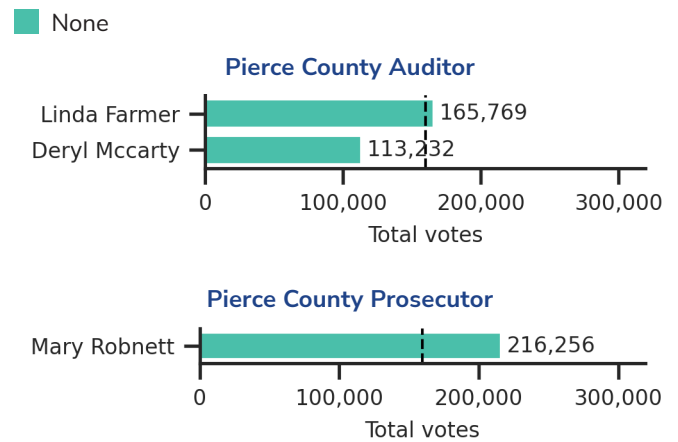 None
Pierce County Auditor
Linda Farmer 165,769
Deryl Mccarty 113,232
0 100,000 200,000 300,000
Total votes
Pierce County Prosecutor
Mary Robnett 216,256
0 100,000 200,000 300,000
Total votes